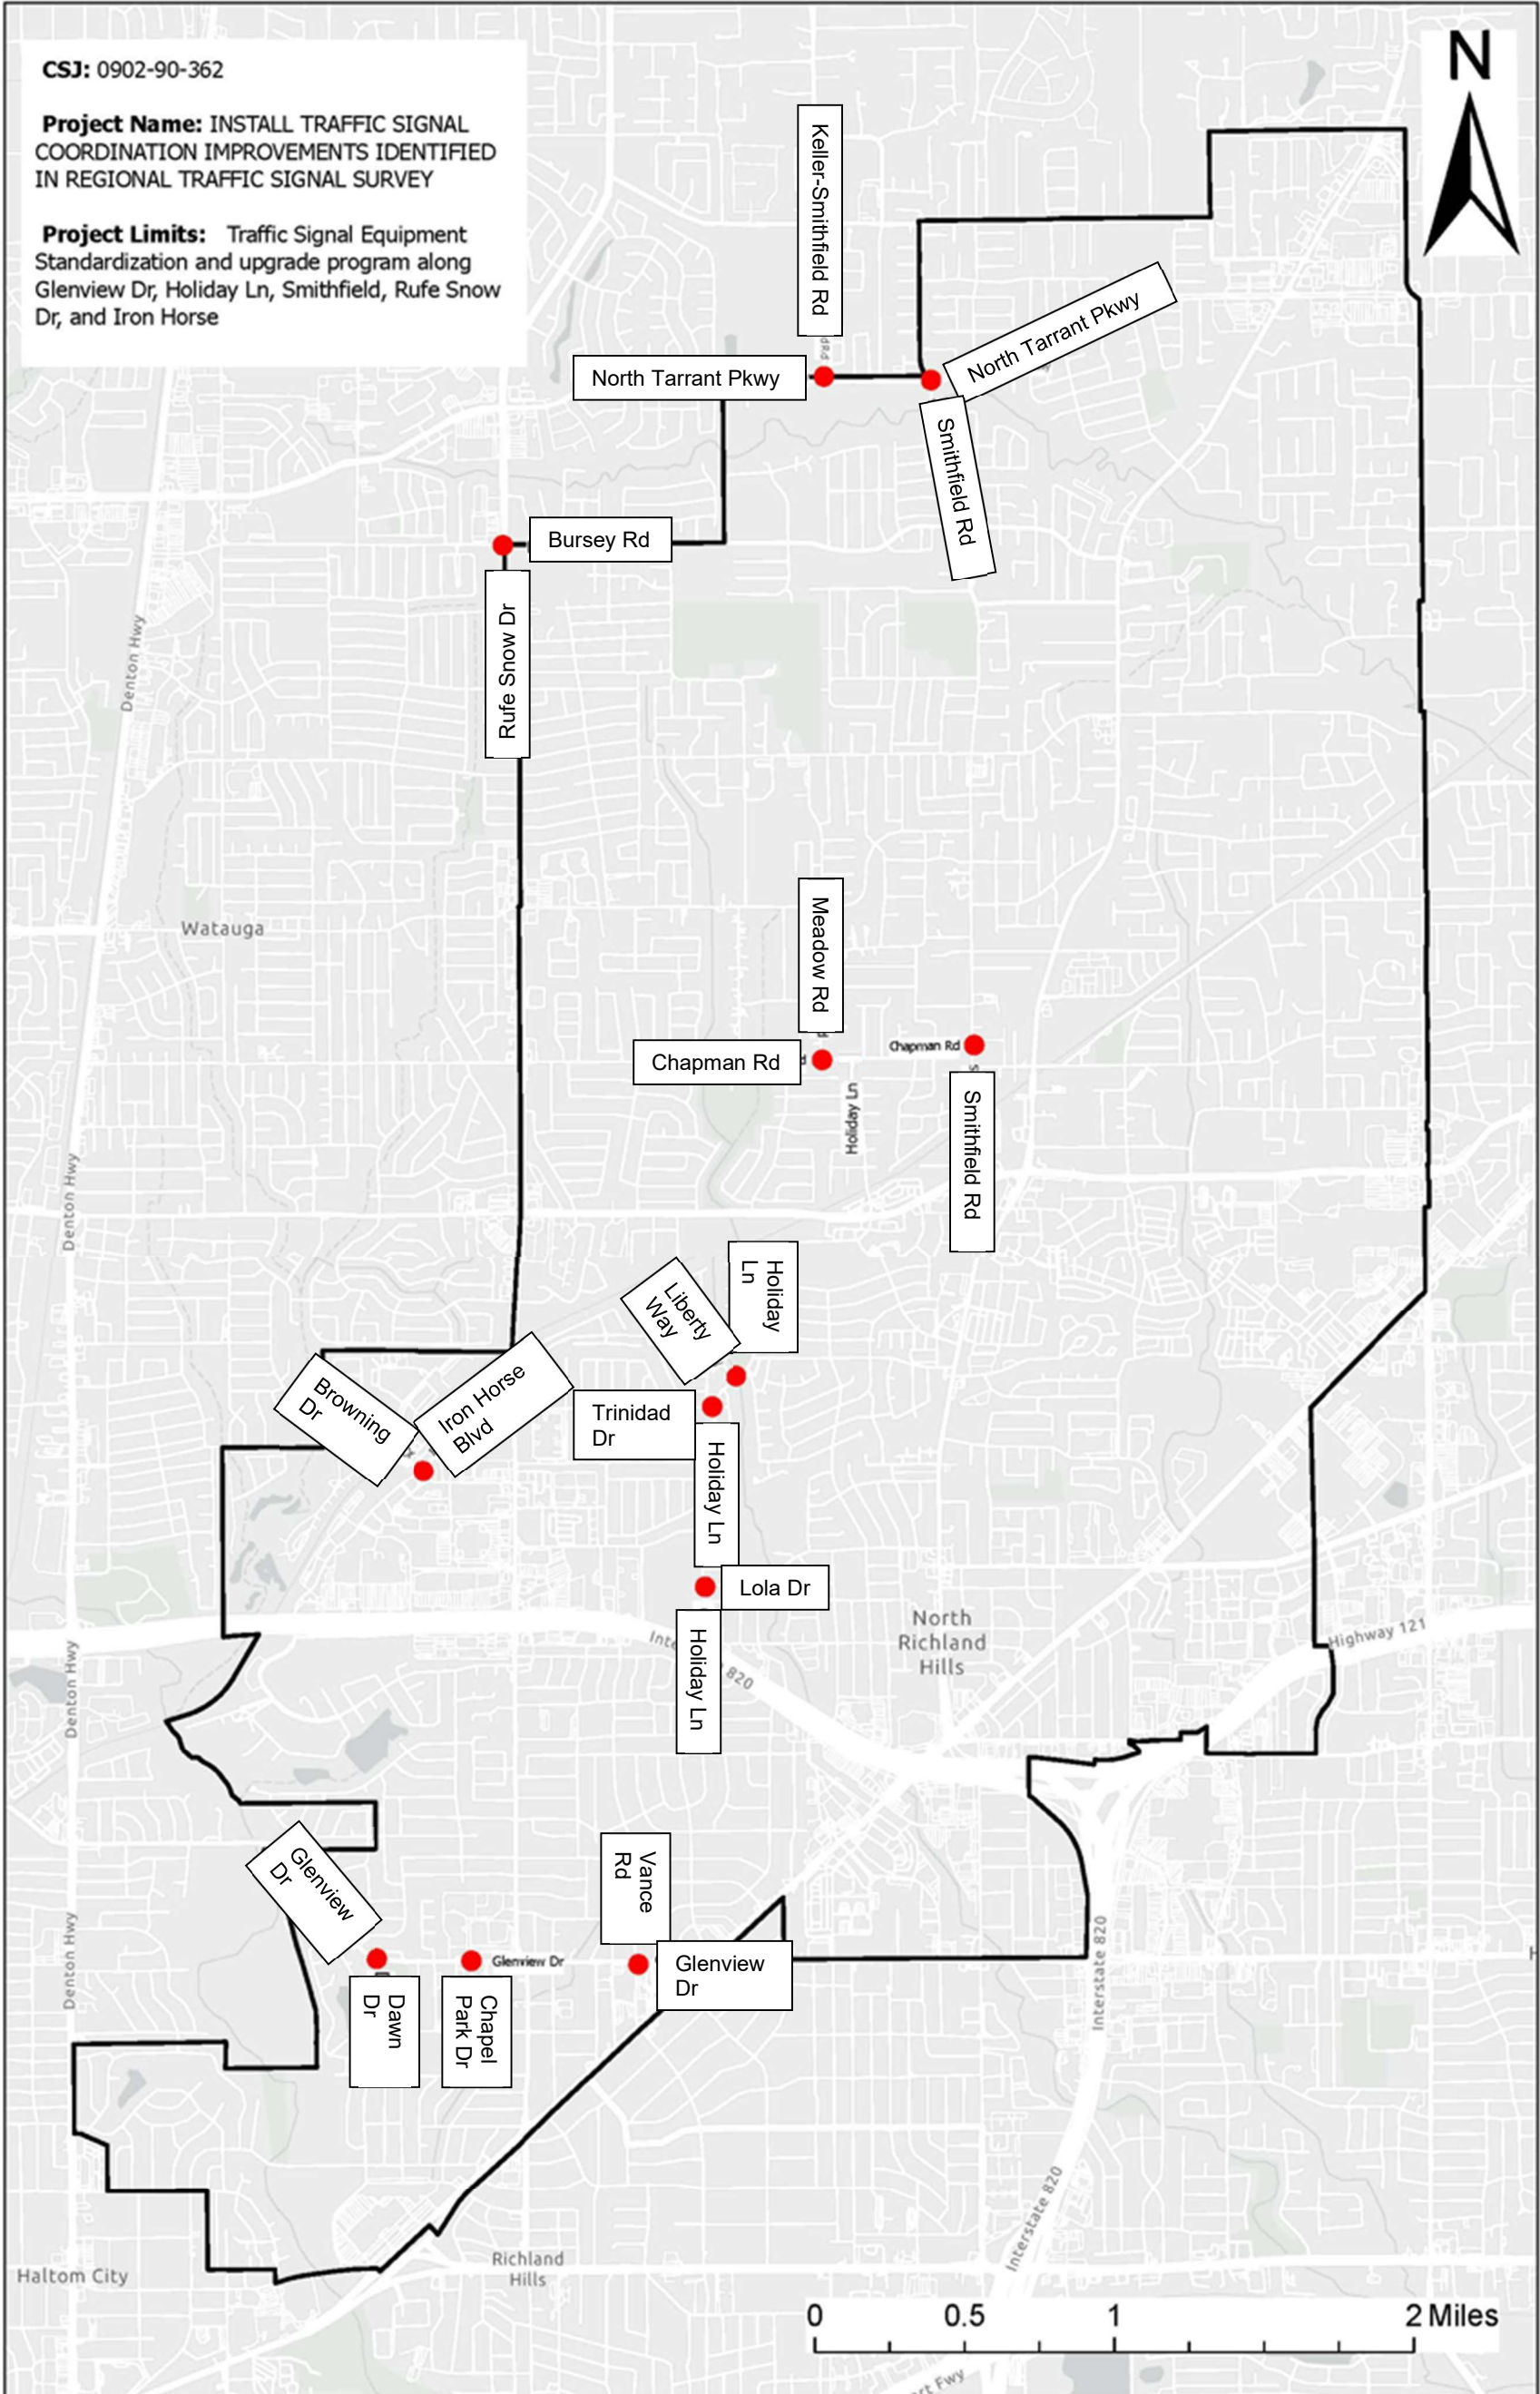 CSJ: 0902-90-362
Project Name: INSTALL TRAFFIC SIGNAL
COORDINATION IMPROVEMENTS IDENTIFIED
IN REGIONAL TRAFFIC SIGNAL SURVEY
Project Limits: Traffic Signal Equipment
Standardization and upgrade program along
Glenview Dr, Holiday Ln, Smithfield, Rufe Snow
Dr, and Iron Horse
N
Keller-Smithfield Rd
North Tarrant Pkwy
North Tarrant Pkwy
Smithfield Rd
Bursey Rd
Rufe Snow Dr
Denton Hwy
Watauga
Meadow Rd
Chapman Rd
Chapman Rd
Holiday Ln
Smithfield Rd
Denton Hwy
Holiday
Ln
Liberty
Way
Browning
Dr
Iron Horse
Blvd
Trinidad
Dr
Holiday Ln
Lola Dr
Holiday Ln
North
Richland
Hills
820
Highway 121
Denton Hwy
Vance
Rd
Glenview
Dr
Glenview Dr
Glenview
Dr
Dawn
Dr
Chapel
Park Dr
Denton Hwy
Interstate 820
Interstate 820
Haltom City
Richland
Hills
0 0.5 1 2 Miles
Fwy